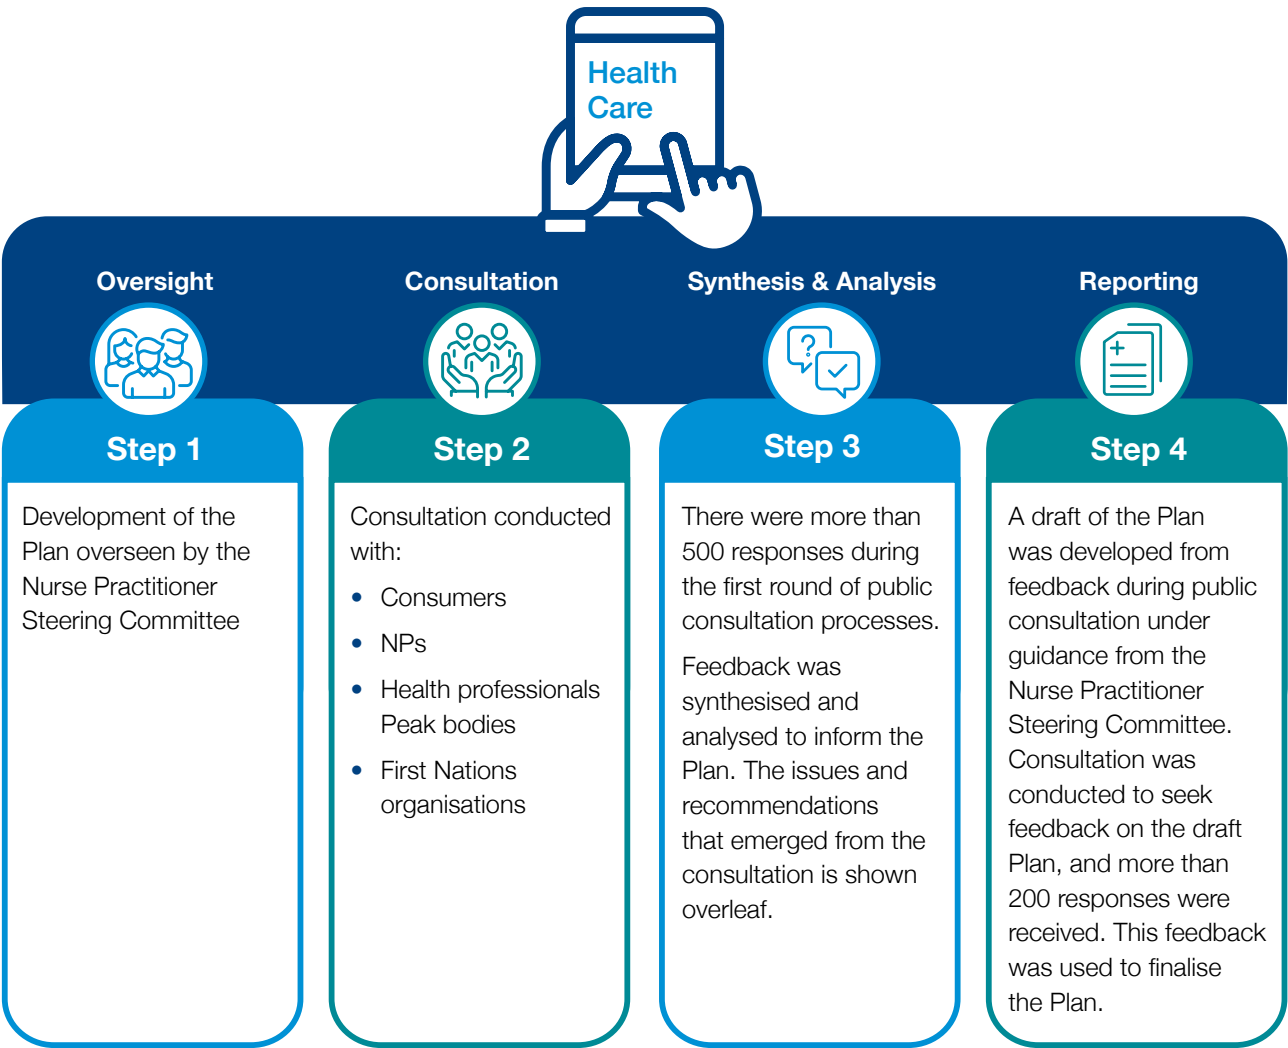 Health
Care
Oversight
Consultation
Synthesis & Analysis
Reporting
Step 1
Development of the
Plan overseen by the
Nurse Practitioner
Steering Committee
Step 2
Consultation conducted
with:
• Consumers
• NPs
• Health professionals
Peak bodies
• First Nations
organisations
Step 3
There were more than
500 responses during
the first round of public
consultation processes.
Feedback was
synthesised and
analysed to inform the
Plan. The issues and
recommendations
that emerged from the
consultation is shown
overleaf.
Step 4
A draft of the Plan
was developed from
feedback during public
consultation under
guidance from the
Nurse Practitioner
Steering Committee.
Consultation was
conducted to seek
feedback on the draft
Plan, and more than
200 responses were
received. This feedback
was used to finalise
the Plan.